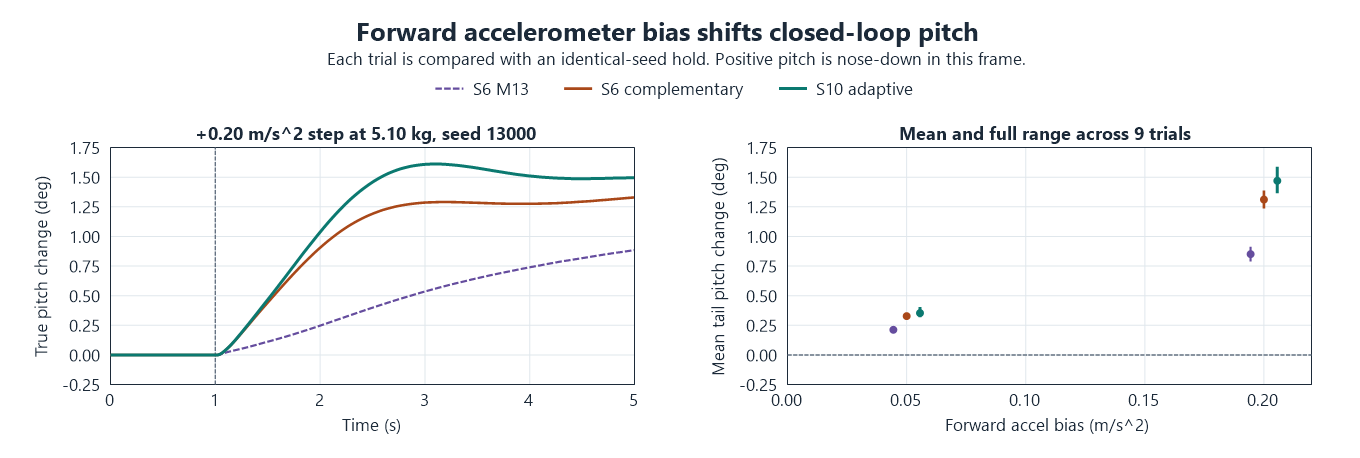 Forward accelerometer bias shifts closed-loop pitch
Each trial is compared with an identical-seed hold. Positive pitch is nose-down in this frame.
S6 M13
S6 complementary
S10 adaptive
+0.20 m/s^2 step at 5.10 kg, seed 13000
True pitch change (deg)
1.75
1.50
1.25
1.00
0.75
0.50
0.25
0.00
-0.25
0
1
2
3
4
5
Time (s)
Mean and full range across 9 trials
Mean tail pitch change (deg)
1.75
1.50
1.25
1.00
0.75
0.50
0.25
0.00
-0.25
0.00
0.05
0.10
0.15
0.20
Forward accel bias (m/s^2)